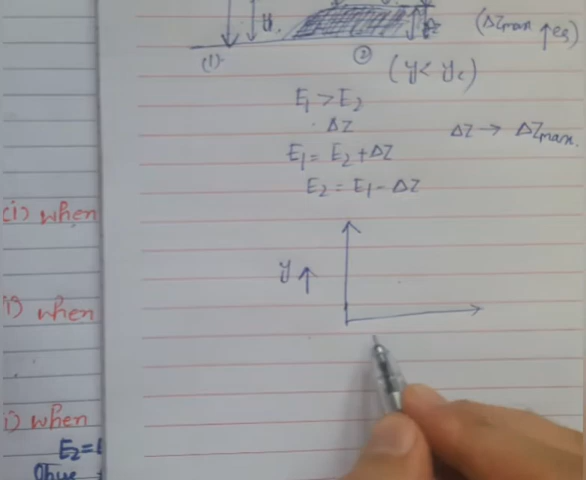 (ΔZmax ↑es)
(1)
②
(y< yc)
E1 > E2
ΔZ
ΔZ → ΔZmax.
E1 = E2 + ΔZ
E2 = E1 - ΔZ
y ↑
(i) when
i) when
i) when
E2=